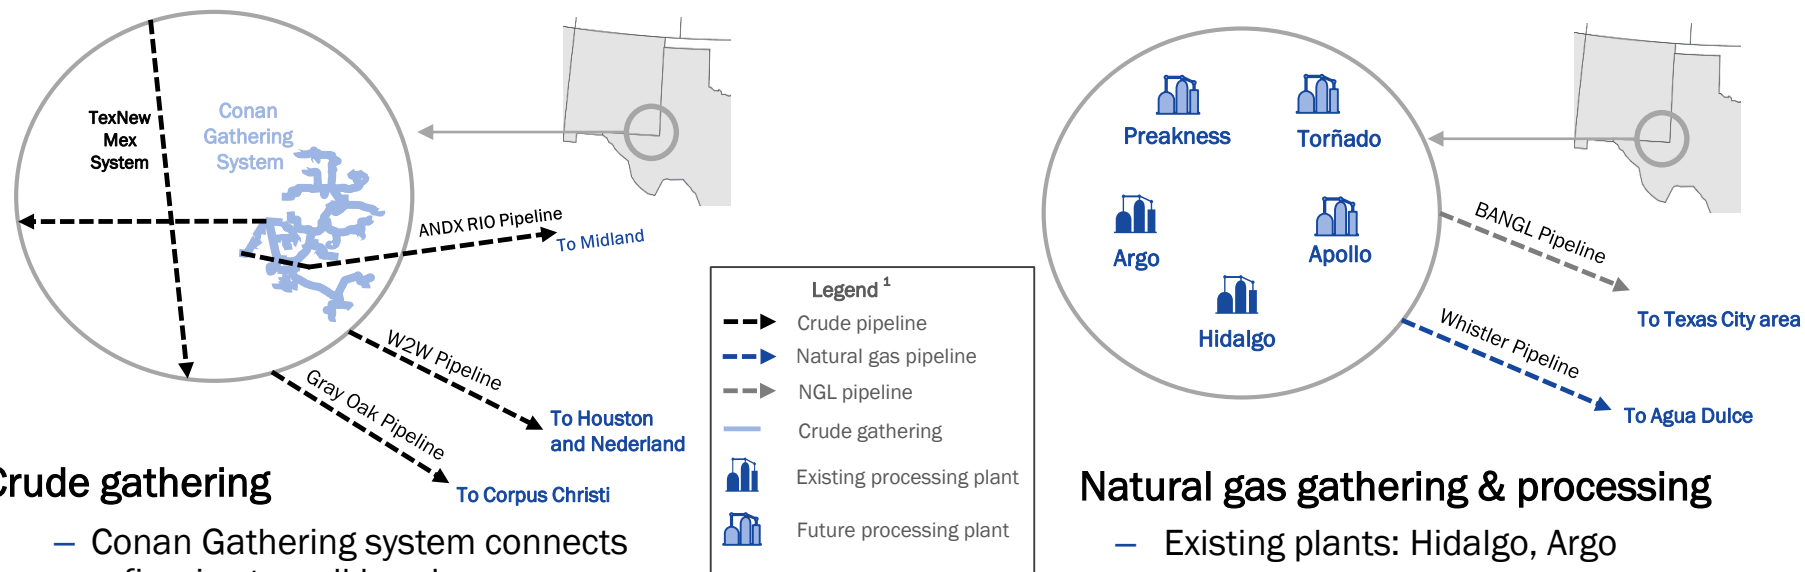 TexNew
Mex
System
Conan
Gathering
System
ANDX RIO Pipeline
To Midland
W2W Pipeline
To Houston
and Nederland
Gray Oak Pipeline
To Corpus Christi
Legend 1
Crude pipeline
Natural gas pipeline
NGL pipeline
Crude gathering
Existing processing plant
Future processing plant
Preakness
Torñado
Argo
Apollo
Hidalgo
BANGL Pipeline
To Texas City area
Whistler Pipeline
To Agua Dulce
Crude gathering
– Conan Gathering system connects
Natural gas gathering & processing
– Existing plants: Hidalgo, Argo